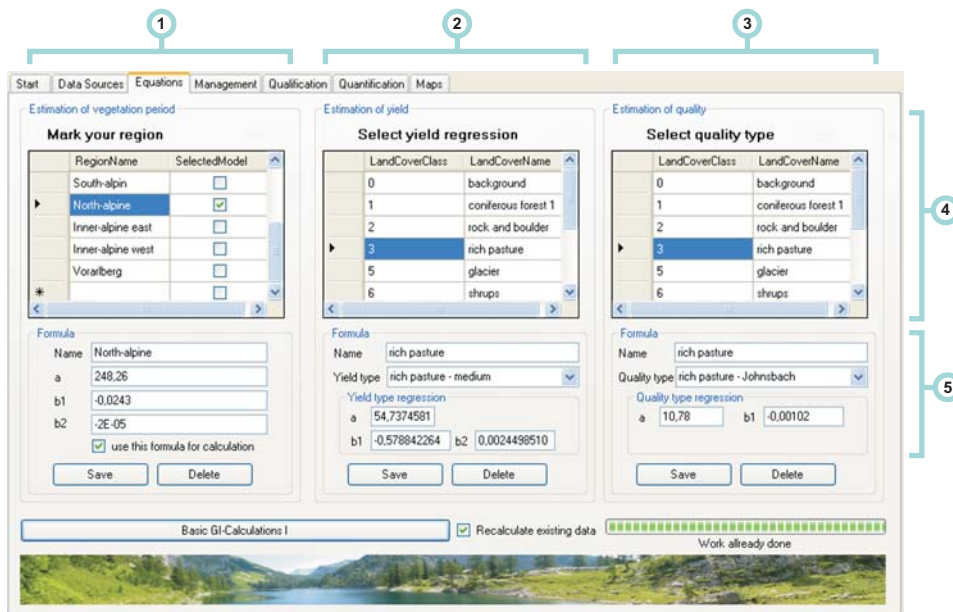 1
2
3
Start Data Sources Equations Management Qualification Quantification Maps
Estimation of vegetation period
Mark your region
RegionName SelectedModel
South-alpin
North-alpine
Inner-alpine east
Inner-alpine west
Vorarlberg
Formula
Name North-alpine
a 248,26
b1 -0,0243
b2 -2E-05
use this formula for calculation
Save Delete
Estimation of yield
Select yield regression
LandCoverClass LandCoverName
0 background
1 coniferous forest 1
2 rock and boulder
3 rich pasture
5 glacier
6 shrups
Formula
Name rich pasture
Yield type rich pasture - medium
Yield type regression
a 54,7374581
b1 -0,578842264 b2 0,0024498510
Save Delete
Estimation of quality
Select quality type
LandCoverClass LandCoverName
0 background
1 coniferous forest 1
2 rock and boulder
3 rich pasture
5 glacier
6 shrups
Formula
Name rich pasture
Quality type rich pasture - Johnsbach
Quality type regression
a 10,78 b1 -0,00102
Save Delete
4
5
Basic GI-Calculations I
Recalculate existing data
Work allready done